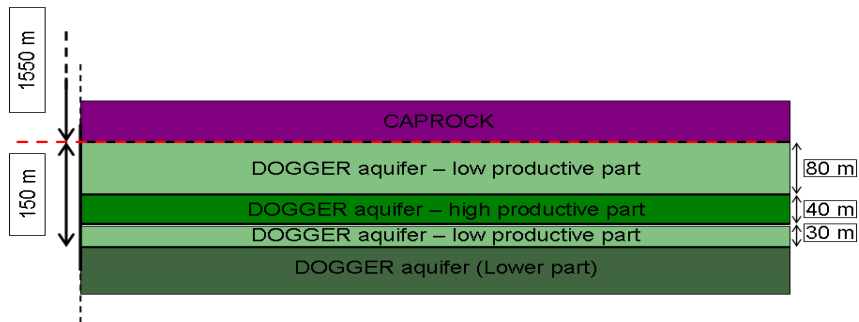 1550 m
CAPROCK
150 m
DOGGER aquifer – low productive part
80 m
DOGGER aquifer – high productive part
40 m
DOGGER aquifer – low productive part
30 m
DOGGER aquifer (Lower part)